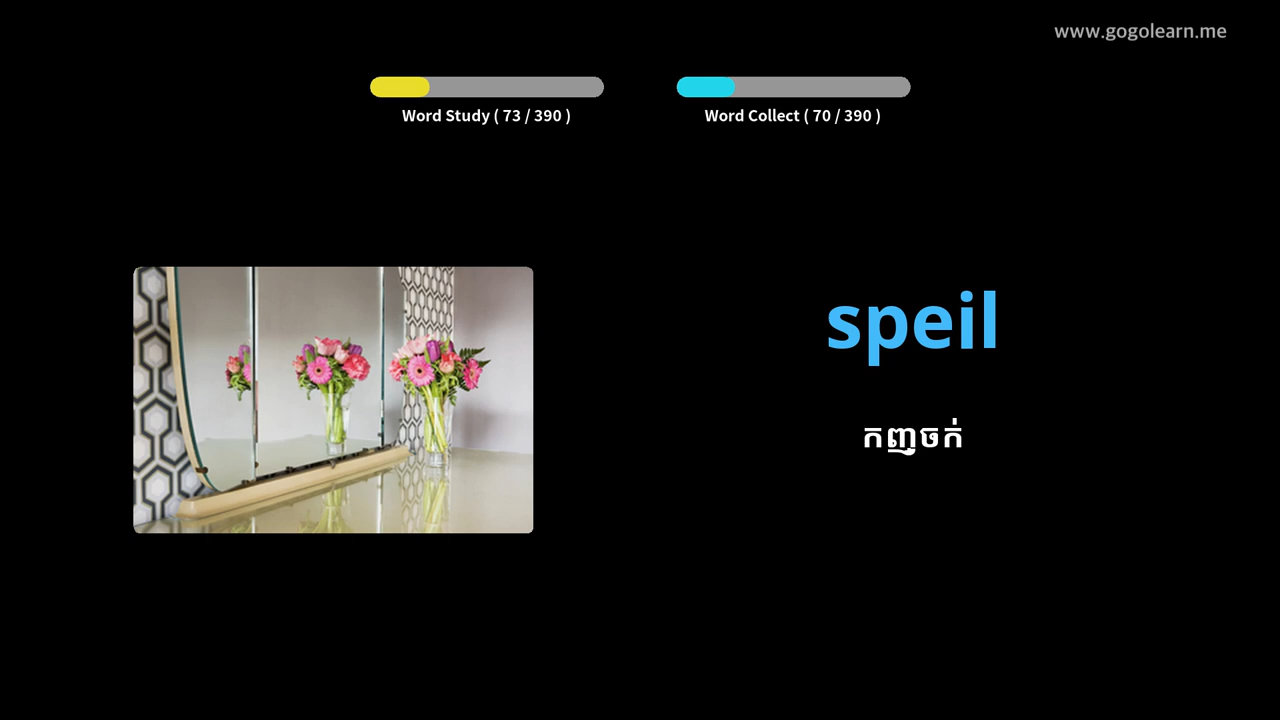 www.gogolearn.me
Word Study ( 73 / 390 )
Word Collect ( 70 / 390 )
speil
កញ្ចក់